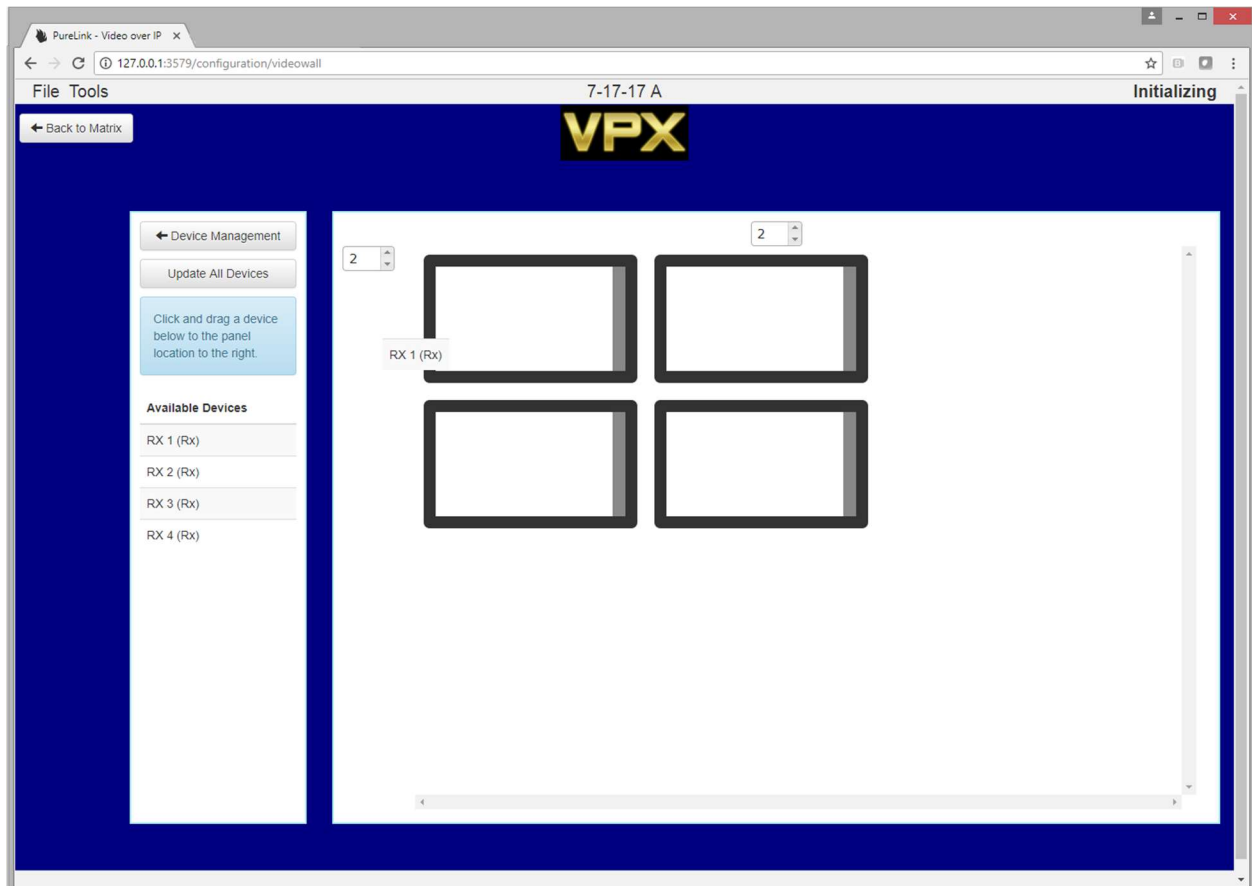 PureLink - Video over IP
127.0.0.1:3579/configuration/videowall
File Tools
7-17-17 A
Initializing
Back to Matrix
VPX
Device Management
Update All Devices
Click and drag a device
below to the panel
location to the right.
Available Devices
RX 1 (Rx)
RX 2 (Rx)
RX 3 (Rx)
RX 4 (Rx)
2
2
RX 1 (Rx)